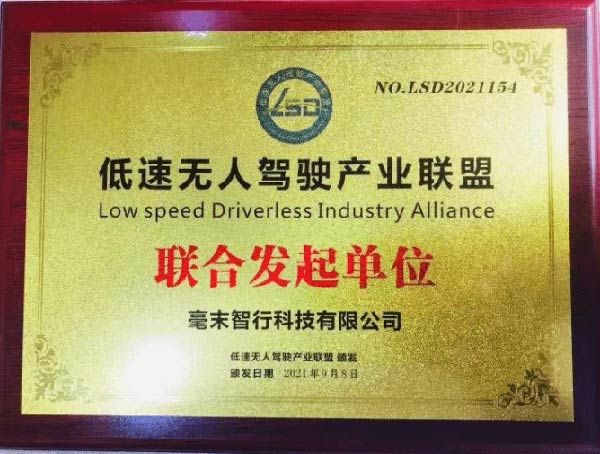 NO.LSD2021154
LSD
低速无人驾驶产业联盟
Low speed Driverless Industry Alliance
联合发起单位
毫末智行科技有限公司
低速无人驾驶产业联盟 颁发
颁发日期 2021年9月8日